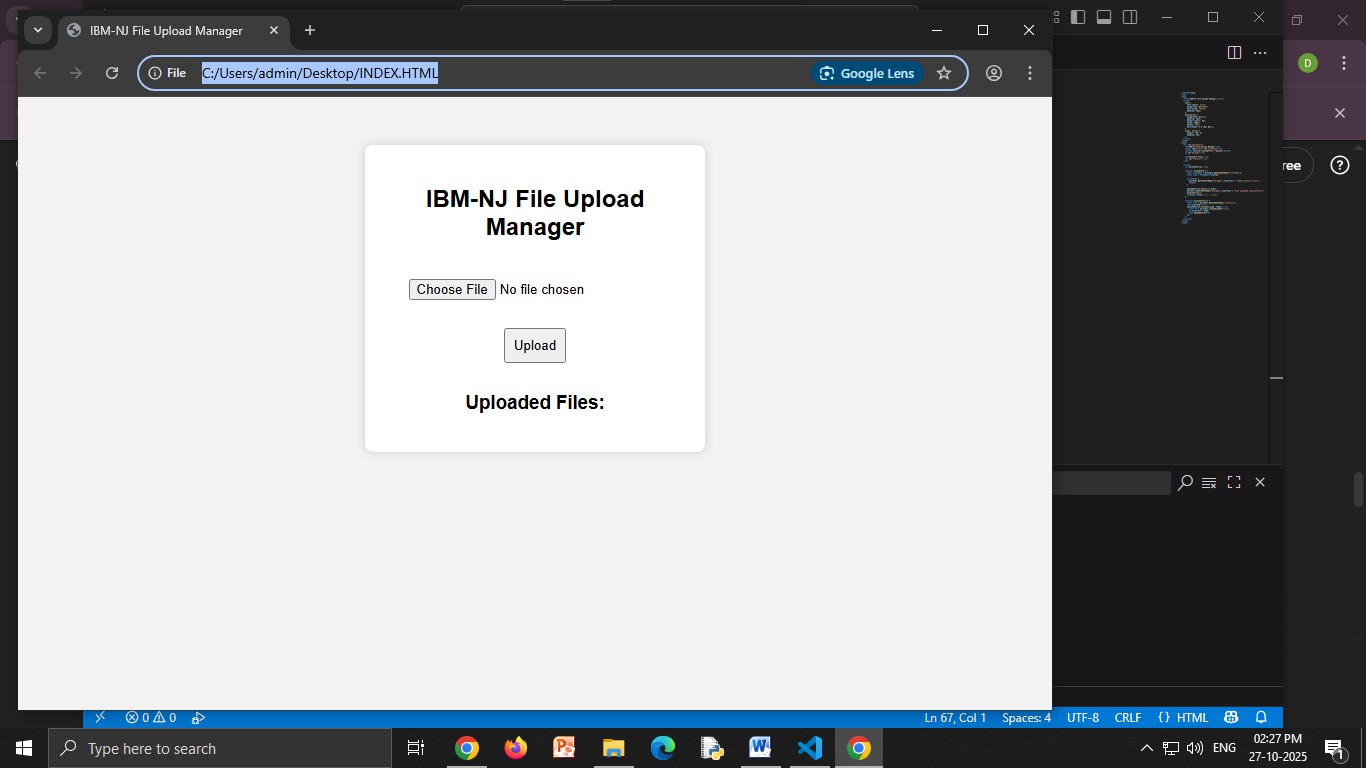 IBM-NJ File Upload Manager
File C:/Users/admin/Desktop/INDEX.HTML Google Lens
D
ree
IBM-NJ File Upload
Manager
Choose File No file chosen
Upload
Uploaded Files:
0 0 Ln 67, Col 1 Spaces: 4 UTF-8 CRLF {} HTML
Type here to search
ENG
02:27 PM
27-10-2025
1